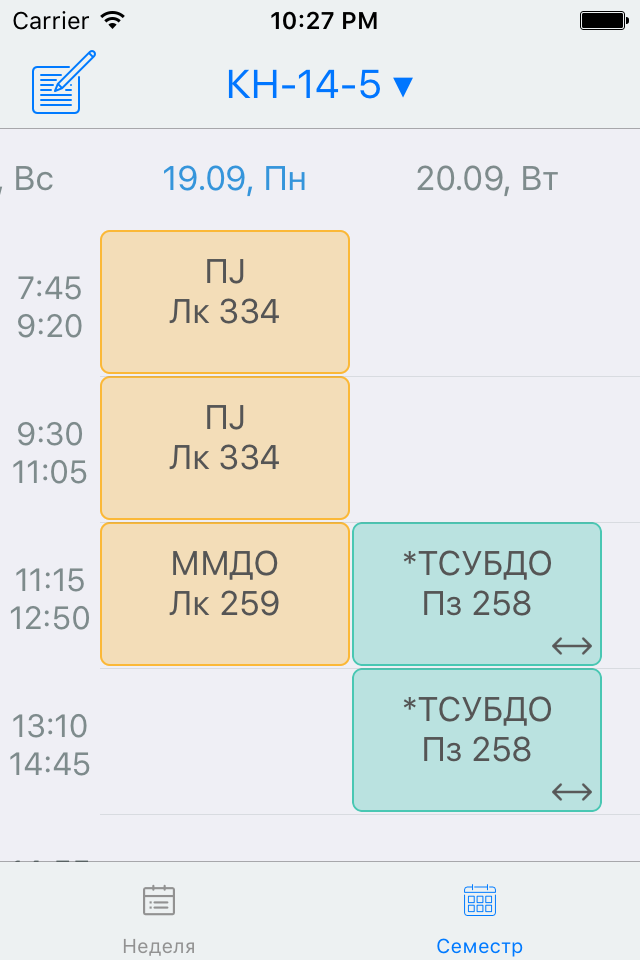 Carrier 10:27 PM
КН-14-5 ▼
, Вс 19.09, Пн 20.09, Вт
7:45
9:20
ПJ
Лк 334
9:30
11:05
ПJ
Лк 334
11:15
12:50
ММДО
Лк 259
*ТСУБДО
Пз 258
13:10
14:45
*ТСУБДО
Пз 258
Неделя Семестр